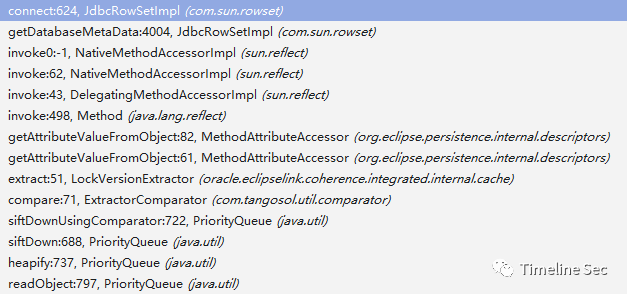 connect:624, JdbcRowSetImpl (com.sun.rowset)
getDatabaseMetaData:4004, JdbcRowSetImpl (com.sun.rowset)
invoke0:-1, NativeMethodAccessorImpl (sun.reflect)
invoke:62, NativeMethodAccessorImpl (sun.reflect)
invoke:43, DelegatingMethodAccessorImpl (sun.reflect)
invoke:498, Method (java.lang.reflect)
getAttributeValueFromObject:82, MethodAttributeAccessor (org.eclipse.persistence.internal.descriptors)
getAttributeValueFromObject:61, MethodAttributeAccessor (org.eclipse.persistence.internal.descriptors)
extract:51, LockVersionExtractor (oracle.eclipselink.coherence.integrated.internal.cache)
compare:71, ExtractorComparator (com.tangosol.util.comparator)
siftDownUsingComparator:722, PriorityQueue (java.util)
siftDown:688, PriorityQueue (java.util)
heapify:737, PriorityQueue (java.util)
readObject:797, PriorityQueue (java.util)
Timeline Sec